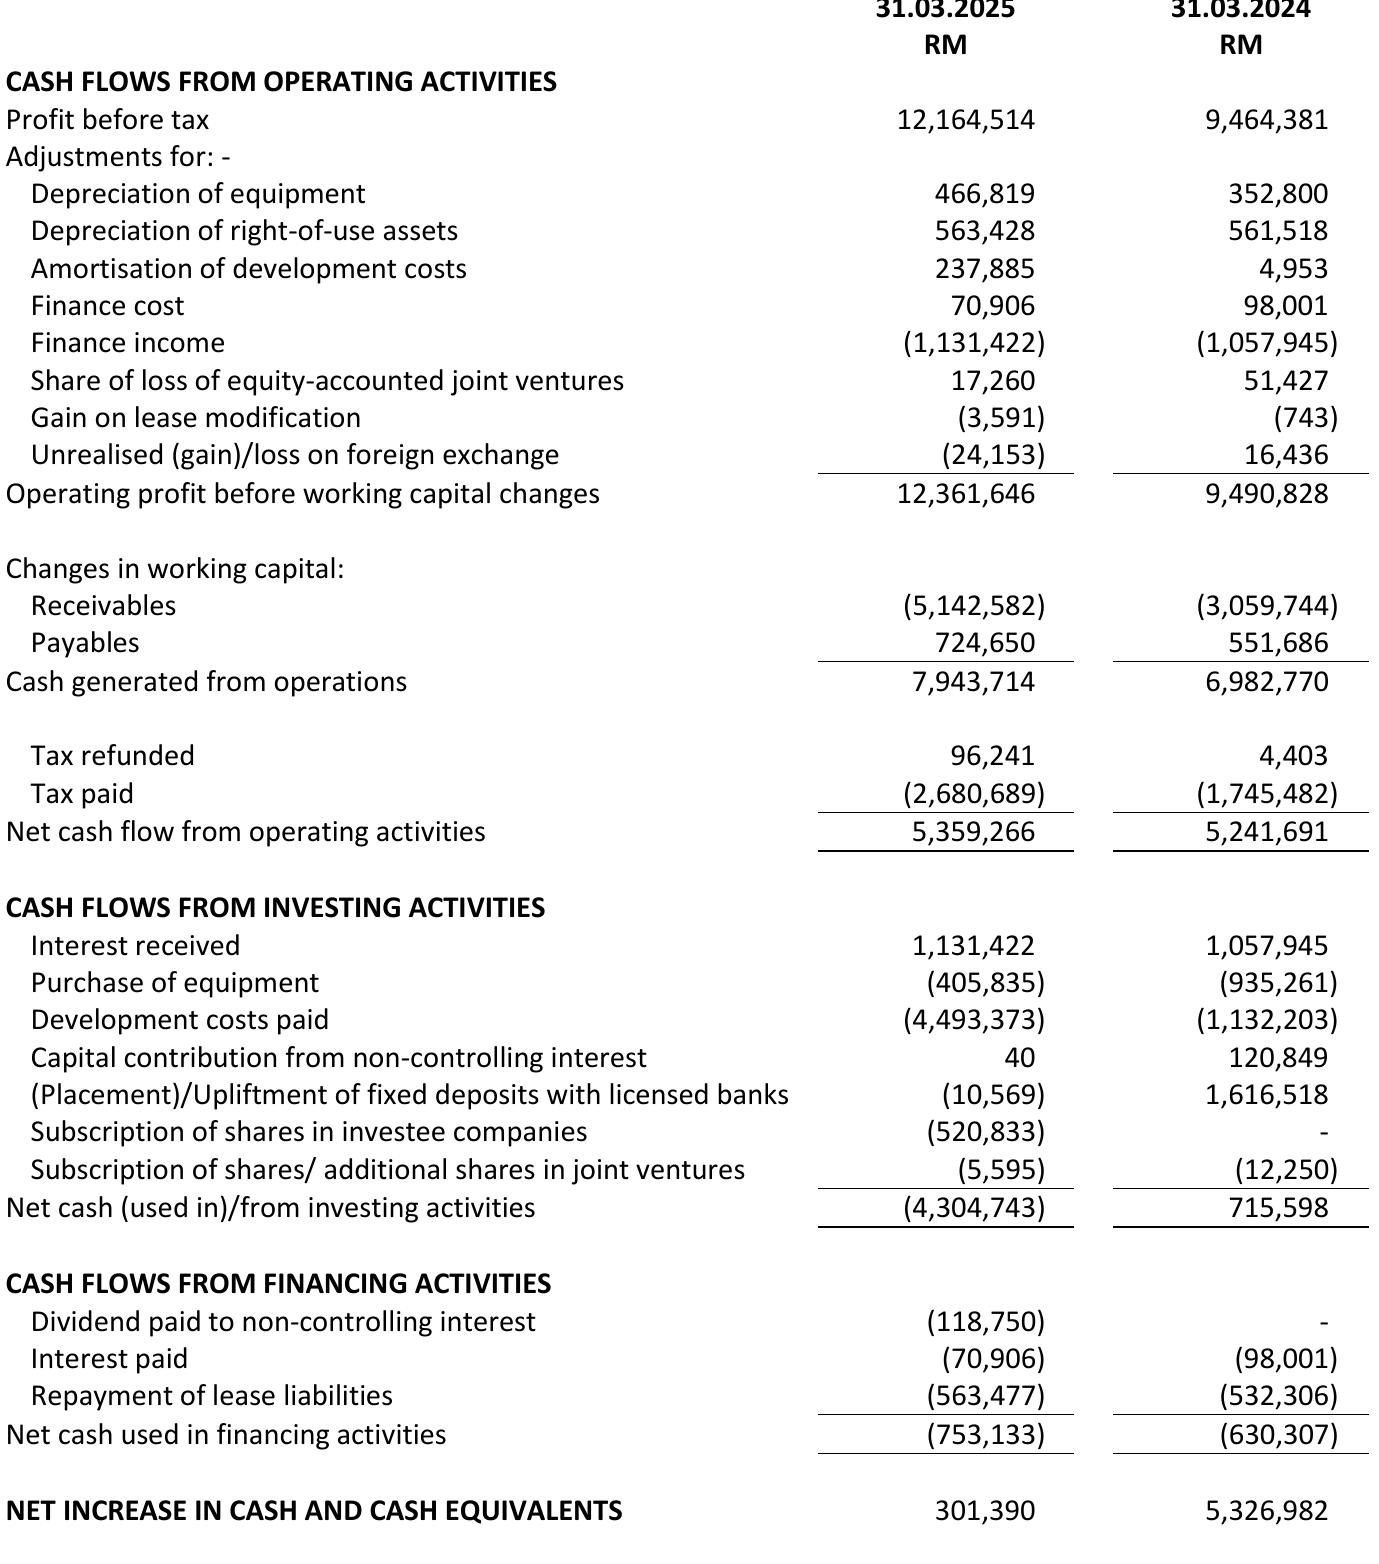 31.03.2025 31.03.2024
RM RM
CASH FLOWS FROM OPERATING ACTIVITIES
Profit before tax 12,164,514 9,464,381
Adjustments for: -
Depreciation of equipment 466,819 352,800
Depreciation of right-of-use assets 563,428 561,518
Amortisation of development costs 237,885 4,953
Finance cost 70,906 98,001
Finance income (1,131,422) (1,057,945)
Share of loss of equity-accounted joint ventures 17,260 51,427
Gain on lease modification (3,591) (743)
Unrealised (gain)/loss on foreign exchange (24,153) 16,436
Operating profit before working capital changes 12,361,646 9,490,828
Changes in working capital:
Receivables (5,142,582) (3,059,744)
Payables 724,650 551,686
Cash generated from operations 7,943,714 6,982,770
Tax refunded 96,241 4,403
Tax paid (2,680,689) (1,745,482)
Net cash flow from operating activities 5,359,266 5,241,691
CASH FLOWS FROM INVESTING ACTIVITIES
Interest received 1,131,422 1,057,945
Purchase of equipment (405,835) (935,261)
Development costs paid (4,493,373) (1,132,203)
Capital contribution from non-controlling interest 40 120,849
(Placement)/Upliftment of fixed deposits with licensed banks (10,569) 1,616,518
Subscription of shares in investee companies (520,833) -
Subscription of shares/ additional shares in joint ventures (5,595) (12,250)
Net cash (used in)/from investing activities (4,304,743) 715,598
CASH FLOWS FROM FINANCING ACTIVITIES
Dividend paid to non-controlling interest (118,750) -
Interest paid (70,906) (98,001)
Repayment of lease liabilities (563,477) (532,306)
Net cash used in financing activities (753,133) (630,307)
NET INCREASE IN CASH AND CASH EQUIVALENTS 301,390 5,326,982